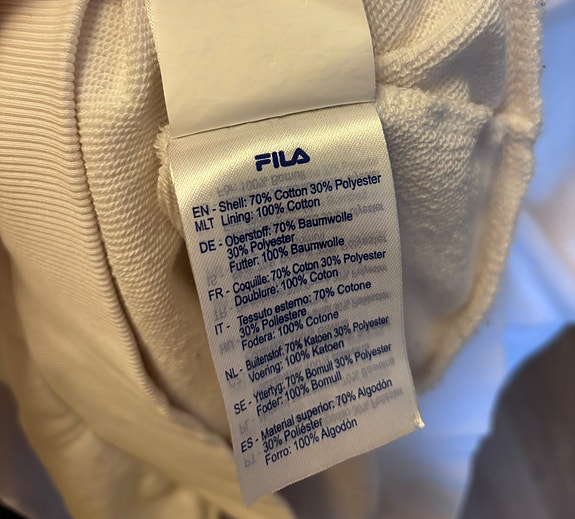 FILA
EN - Shell: 70% Cotton 30% Polyester
MLT Lining: 100% Cotton
DE - Oberstoff: 70% Baumwolle
30% Polyester
Futter: 100% Baumwolle
FR - Coquille: 70% Coton 30% Polyester
Doublure: 100% Coton
IT - Tessuto esterno: 70% Cotone
30% Poliestere
Fodera: 100% Cotone
NL - Buitenstof: 70% Katoen 30% Polyester
Voering: 100% Katoen
SE - Yttertyg: 70% Bomull 30% Polyester
Foder: 100% Bomull
ES - Material superior: 70% Algodón
30% Poliéster
Forro: 100% Algodón